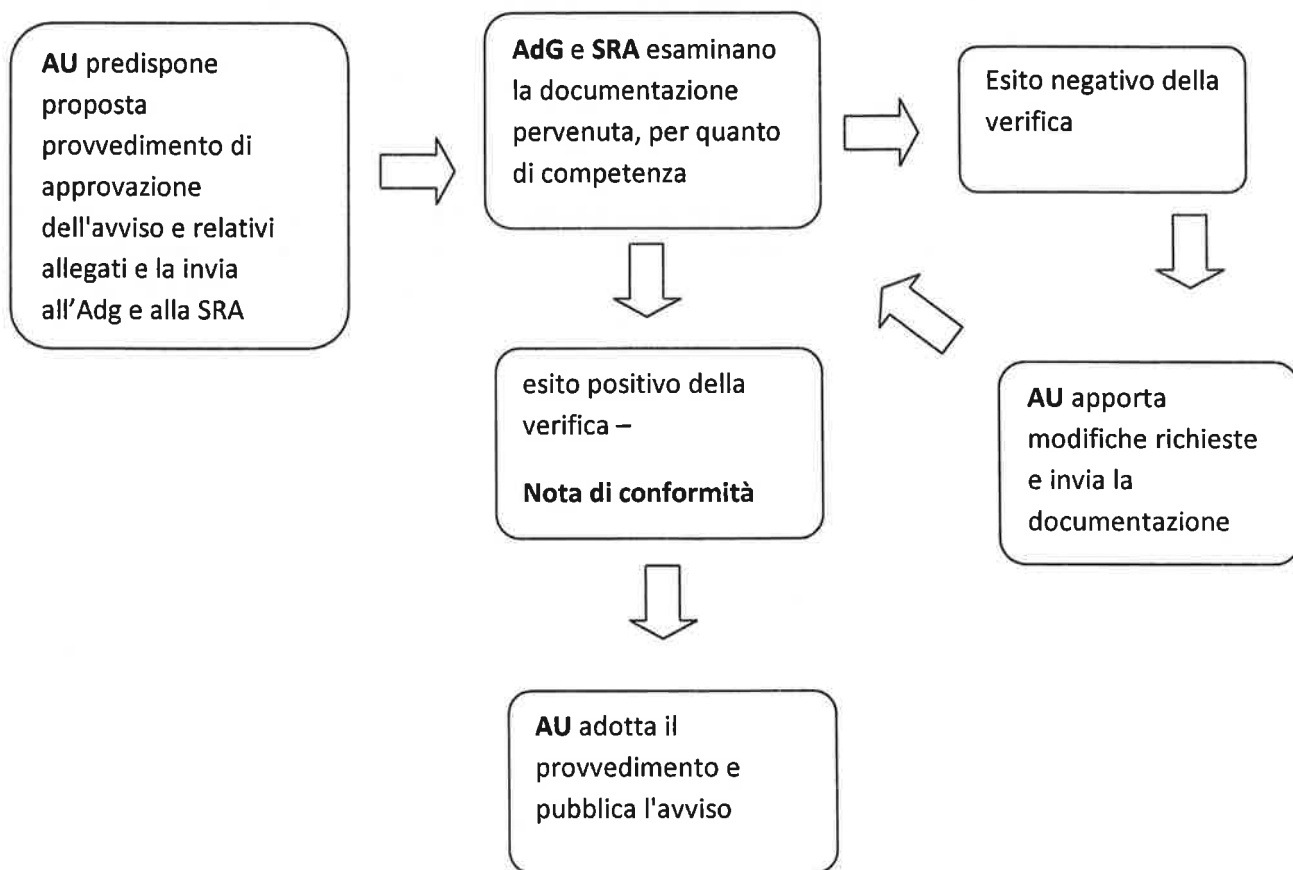 AU predispone
proposta
provvedimento di
approvazione
dell'avviso e relativi
allegati e la invia
all'Adg e alla SRA
AdG e SRA esaminano
la documentazione
pervenuta, per quanto
di competenza
Esito negativo della
verifica
AU apporta
modifiche richieste
e invia la
documentazione
esito positivo della
verifica –
Nota di conformità
AU adotta il
provvedimento e
pubblica l'avviso